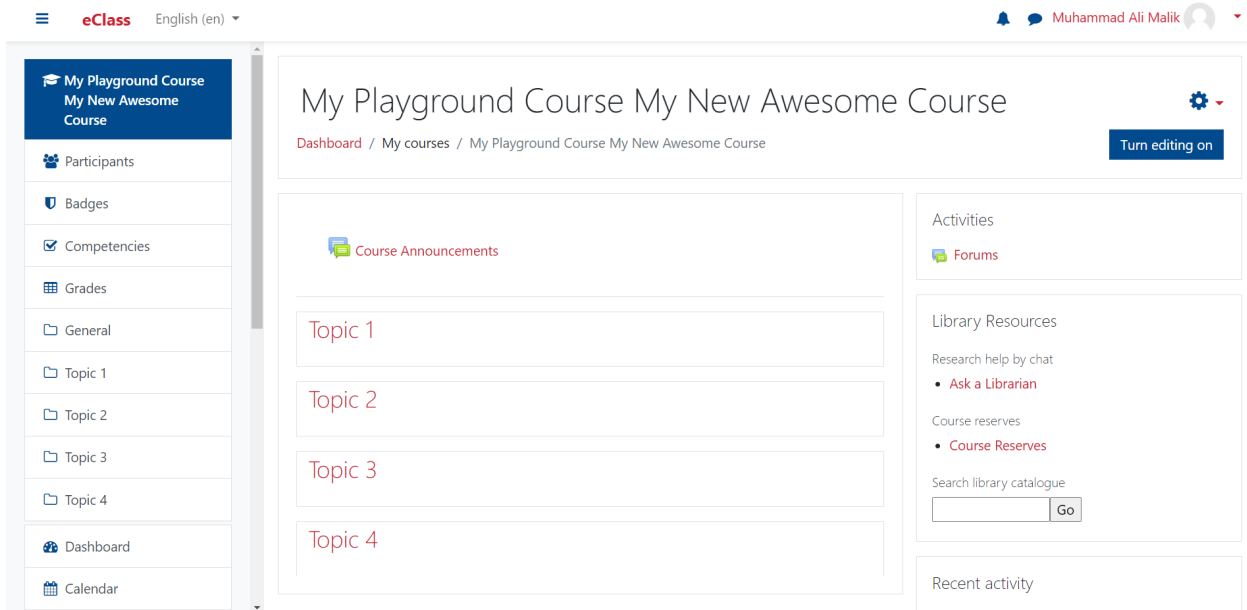 eClass English (en)
Muhammad Ali Malik
My Playground Course
My New Awesome
Course
Participants
Badges
Competencies
Grades
General
Topic 1
Topic 2
Topic 3
Topic 4
Dashboard
Calendar
My Playground Course My New Awesome Course
Dashboard / My courses / My Playground Course My New Awesome Course
Turn editing on
Course Announcements
Topic 1
Topic 2
Topic 3
Topic 4
Activities
Forums
Library Resources
Research help by chat
Ask a Librarian
Course reserves
Course Reserves
Search library catalogue
Go
Recent activity